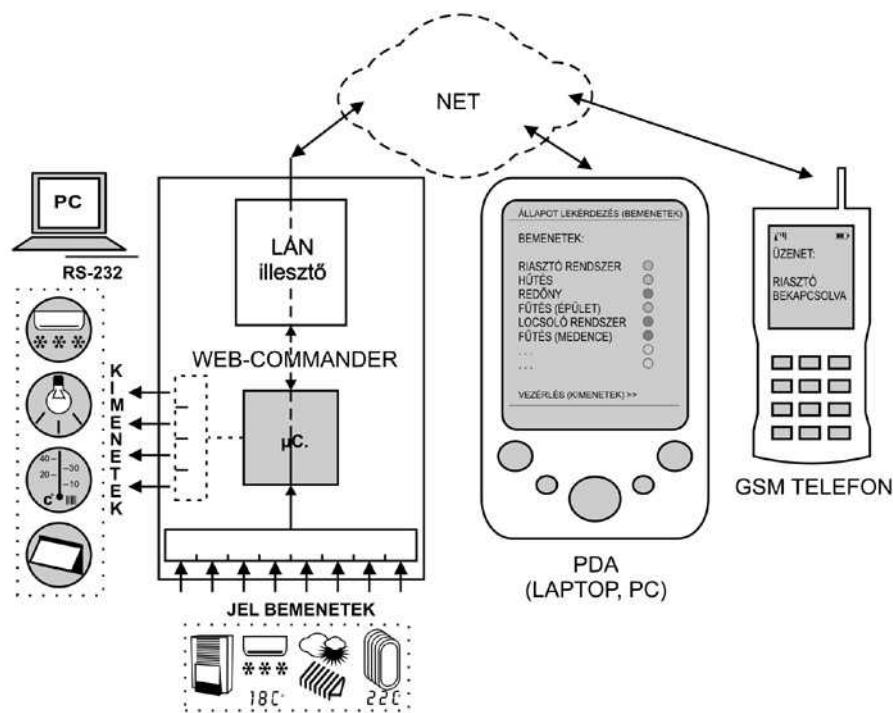 NET
PC
RS-232
LAN
illesztő
WEB-COMMANDER
µC.
KIMENETEK
40
20
30
10
C°
JEL BEMENETEK
18C°
22C°
ÁLLAPOT LEKÉRDEZÉS (BEMENETEK)
BEMENETEK:
RIASZTÓ RENDSZER
HŰTÉS
REDŐNY
FŰTÉS (ÉPÜLET)
LOCSOLÓ RENDSZER
FŰTÉS (MEDENCE)
. . .
. . .
VEZÉRLÉS (KIMENETEK) >>
PDA
(LAPTOP, PC)
ÜZENET:
RIASZTÓ
BEKAPCSOLVA
GSM TELEFON